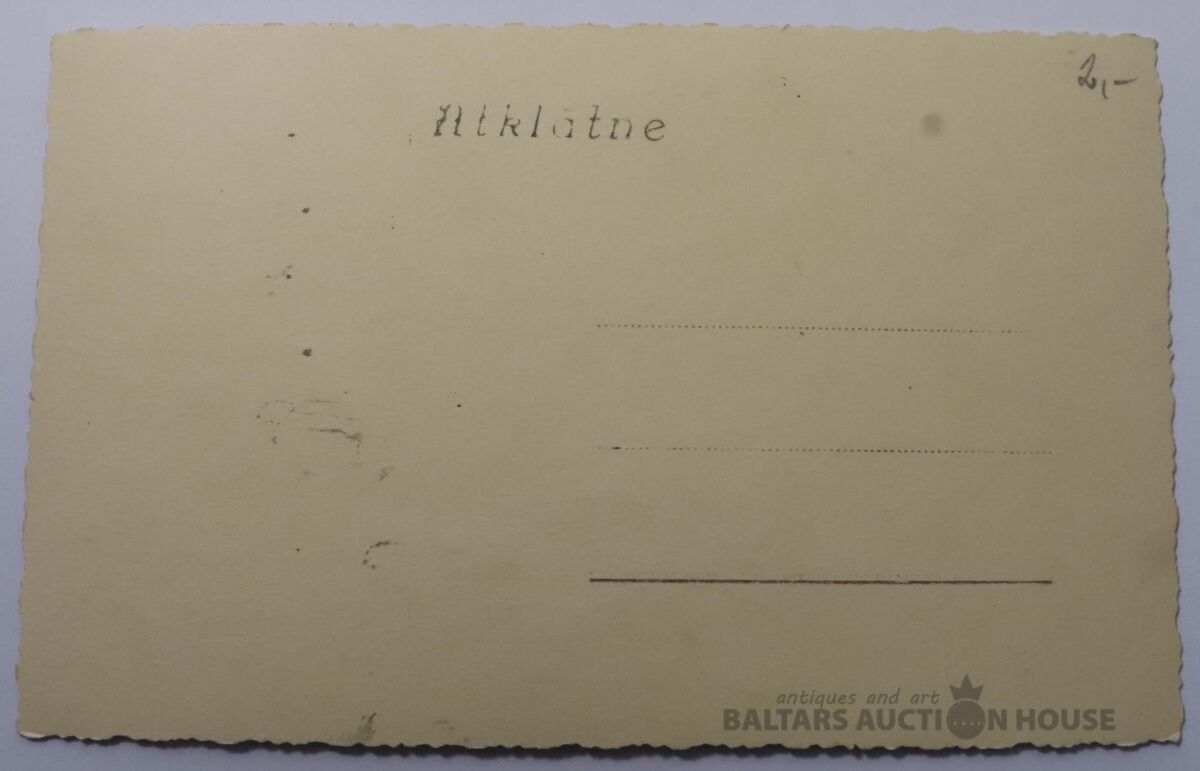 2,-
Atklātne
antiques and art
BALTARS AUCTION HOUSE